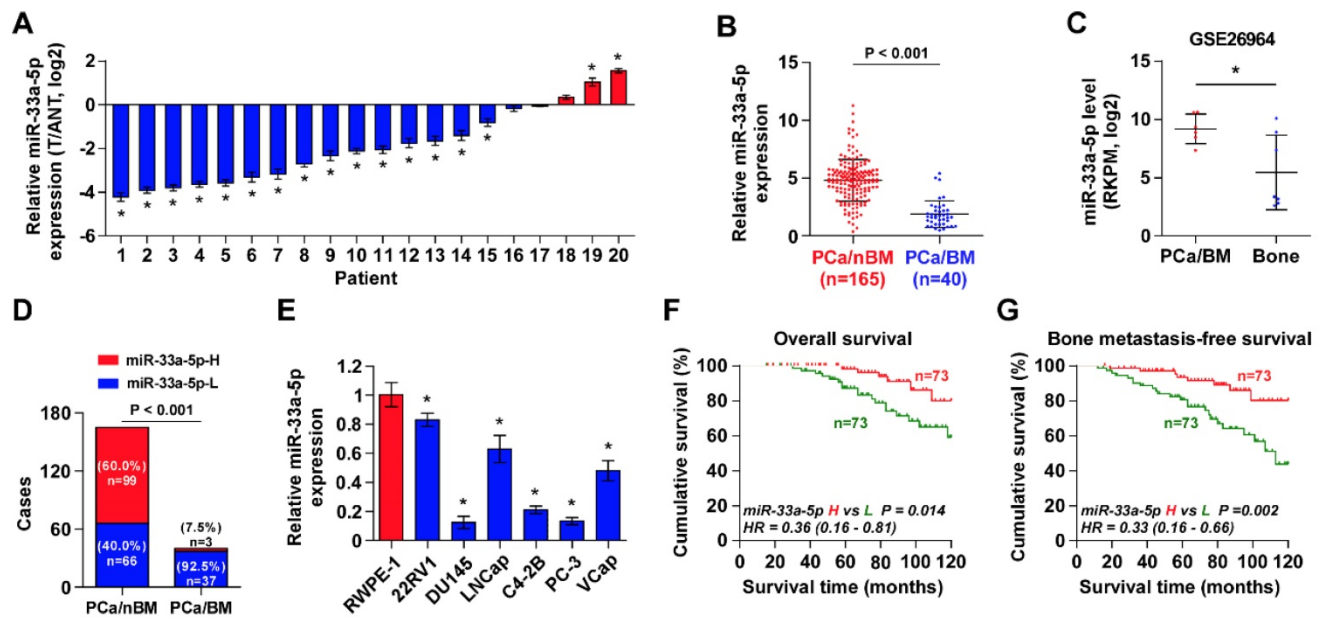 A
Relative miR-33a-5p
expression (T/ANT, log2)
2
0
-2
-4
-6
* * * * * * * * * * * * * * * * *
1 2 3 4 5 6 7 8 9 10 11 12 13 14 15 16 17 18 19 20
Patient
B
P < 0.001
Relative miR-33a-5p
expression
15
10
5
0
PCa/nBM
(n=165)
PCa/BM
(n=40)
C
GSE26964
*
miR-33a-5p level
(RKPM, log2)
15
10
5
0
PCa/BM
Bone
D
miR-33a-5p-H
miR-33a-5p-L
P < 0.001
Cases
180
120
60
0
(60.0%)
n=99
(40.0%)
n=66
(7.5%)
n=3
(92.5%)
n=37
PCa/nBM
PCa/BM
E
Relative miR-33a-5p
expression
1.2
1
0.8
0.6
0.4
0.2
0
* * * * * *
RWPE-1
22RV1
DU145
LNCap
C4-2B
PC-3
VCap
F
Overall survival
Cumulative survival (%)
100
80
60
40
20
0
n=73
n=73
miR-33a-5p H vs L P = 0.014
HR = 0.36 (0.16 - 0.81)
0 20 40 60 80 100 120
Survival time (months)
G
Bone metastasis-free survival
Cumulative survival (%)
100
80
60
40
20
0
n=73
n=73
miR-33a-5p H vs L P =0.002
HR = 0.33 (0.16 - 0.66)
0 20 40 60 80 100 120
Survival time (months)